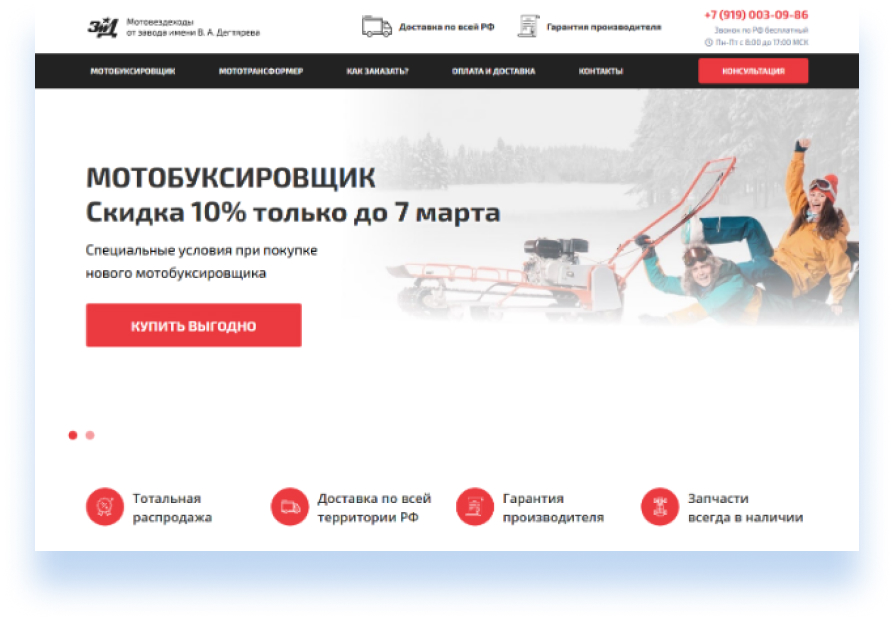 ЗиД
Мотовездеходы
от завода имени В. А. Дегтярева
Доставка по всей РФ
Гарантия производителя
+7 (919) 003-09-86
Звонок по РФ бесплатный
Пн-Пт с 8:00 до 17:00 МСК
МОТОБУКСИРОВЩИК
МОТОТРАНСФОРМЕР
КАК ЗАКАЗАТЬ?
ОПЛАТА И ДОСТАВКА
КОНТАКТЫ
КОНСУЛЬТАЦИЯ
МОТОБУКСИРОВЩИК
Скидка 10% только до 7 марта
Специальные условия при покупке
нового мотобуксировщика
КУПИТЬ ВЫГОДНО
Тотальная
распродажа
Доставка по всей
территории РФ
Гарантия
производителя
Запчасти
всегда в наличии